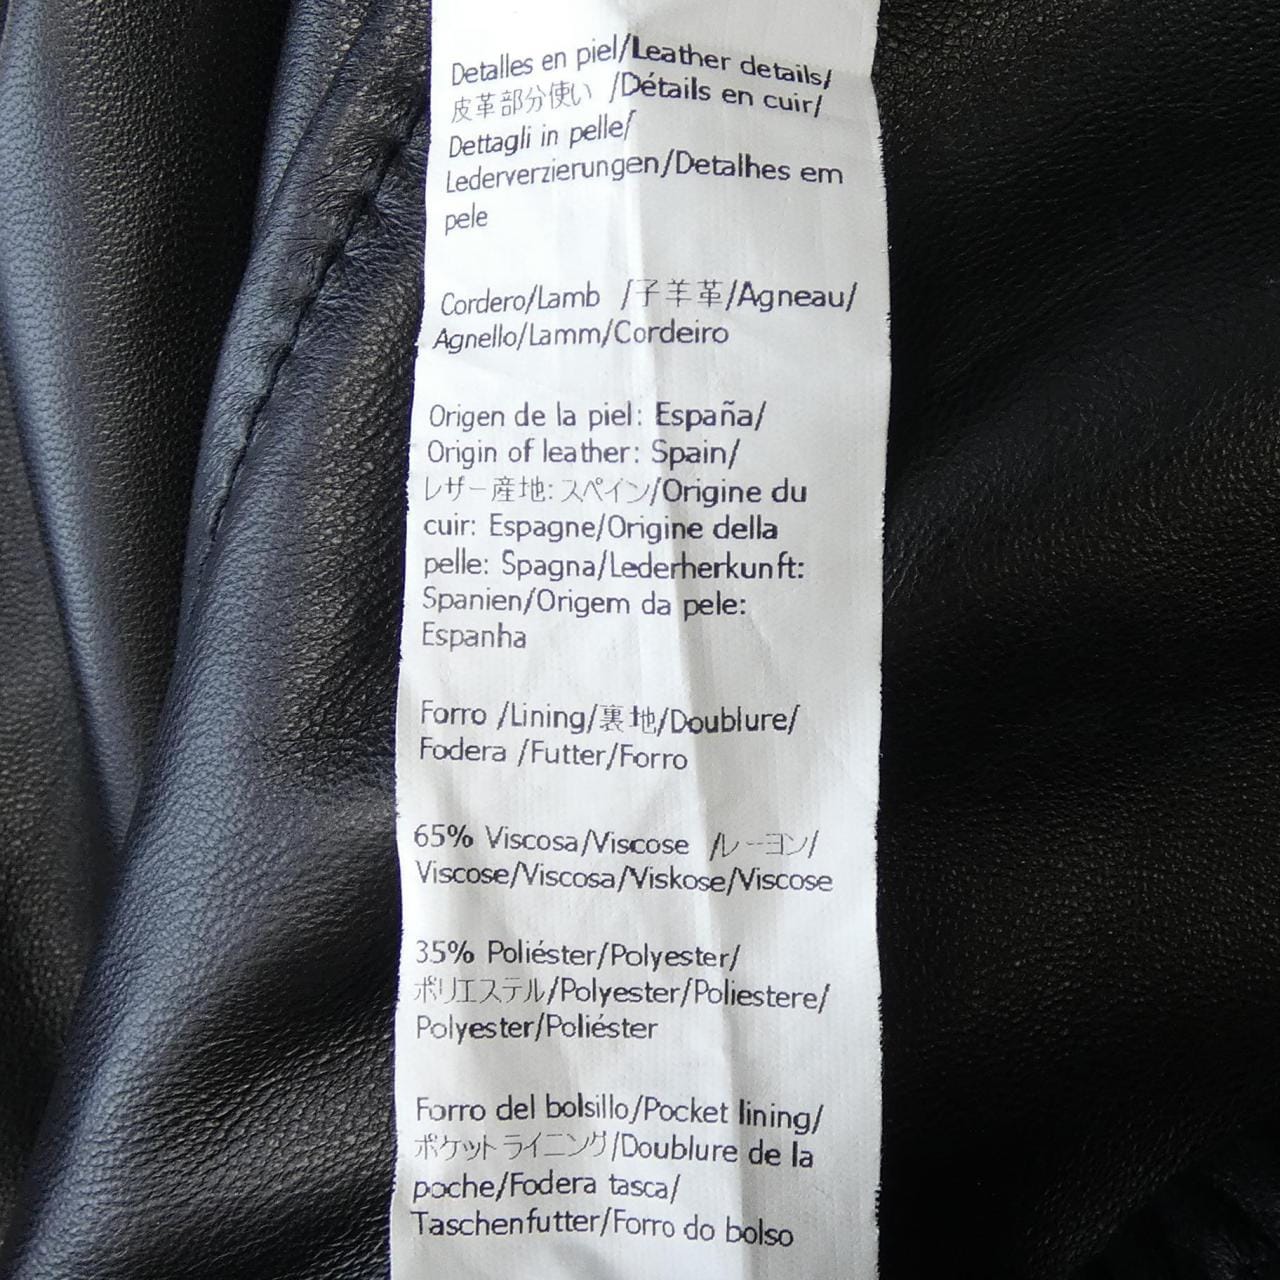 Detalles en piel/Leather details/
皮革部分使い /Détails en cuir/
Dettagli in pelle/
Lederverzierungen/Detalhes em
pele
Cordero/Lamb /子羊革/Agneau/
Agnello/Lamm/Cordeiro
Origen de la piel: España/
Origin of leather: Spain/
レザー産地: スペイン/Origine du
cuir: Espagne/Origine della
pelle: Spagna/Lederherkunft:
Spanien/Origem da pele:
Espanha
Forro /Lining/裏地/Doublure/
Fodera /Futter/Forro
65% Viscosa/Viscose /レーヨン/
Viscose/Viscosa/Viskose/Viscose
35% Poliéster/Polyester/
ポリエステル/Polyester/Poliestere/
Polyester/Poliéster
Forro del bolsillo/Pocket lining/
ポケットライニング/Doublure de la
poche/Fodera tasca/
Taschenfutter/Forro do bolso